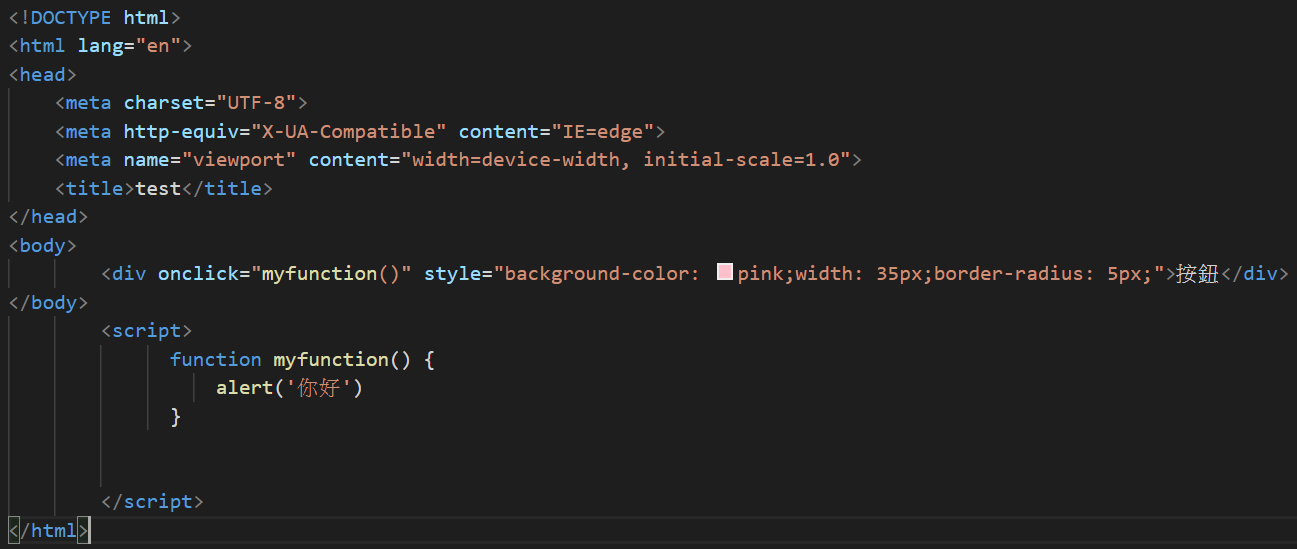 <!DOCTYPE html>
<html lang="en">
<head>
    <meta charset="UTF-8">
    <meta http-equiv="X-UA-Compatible" content="IE=edge">
    <meta name="viewport" content="width=device-width, initial-scale=1.0">
    <title>test</title>
</head>
<body>
        <div onclick="myfunction()" style="background-color: pink;width: 35px;border-radius: 5px;">按鈕</div>
</body>
        <script>
              function myfunction() {
                  alert('你好')
              }
        </script>
</html>